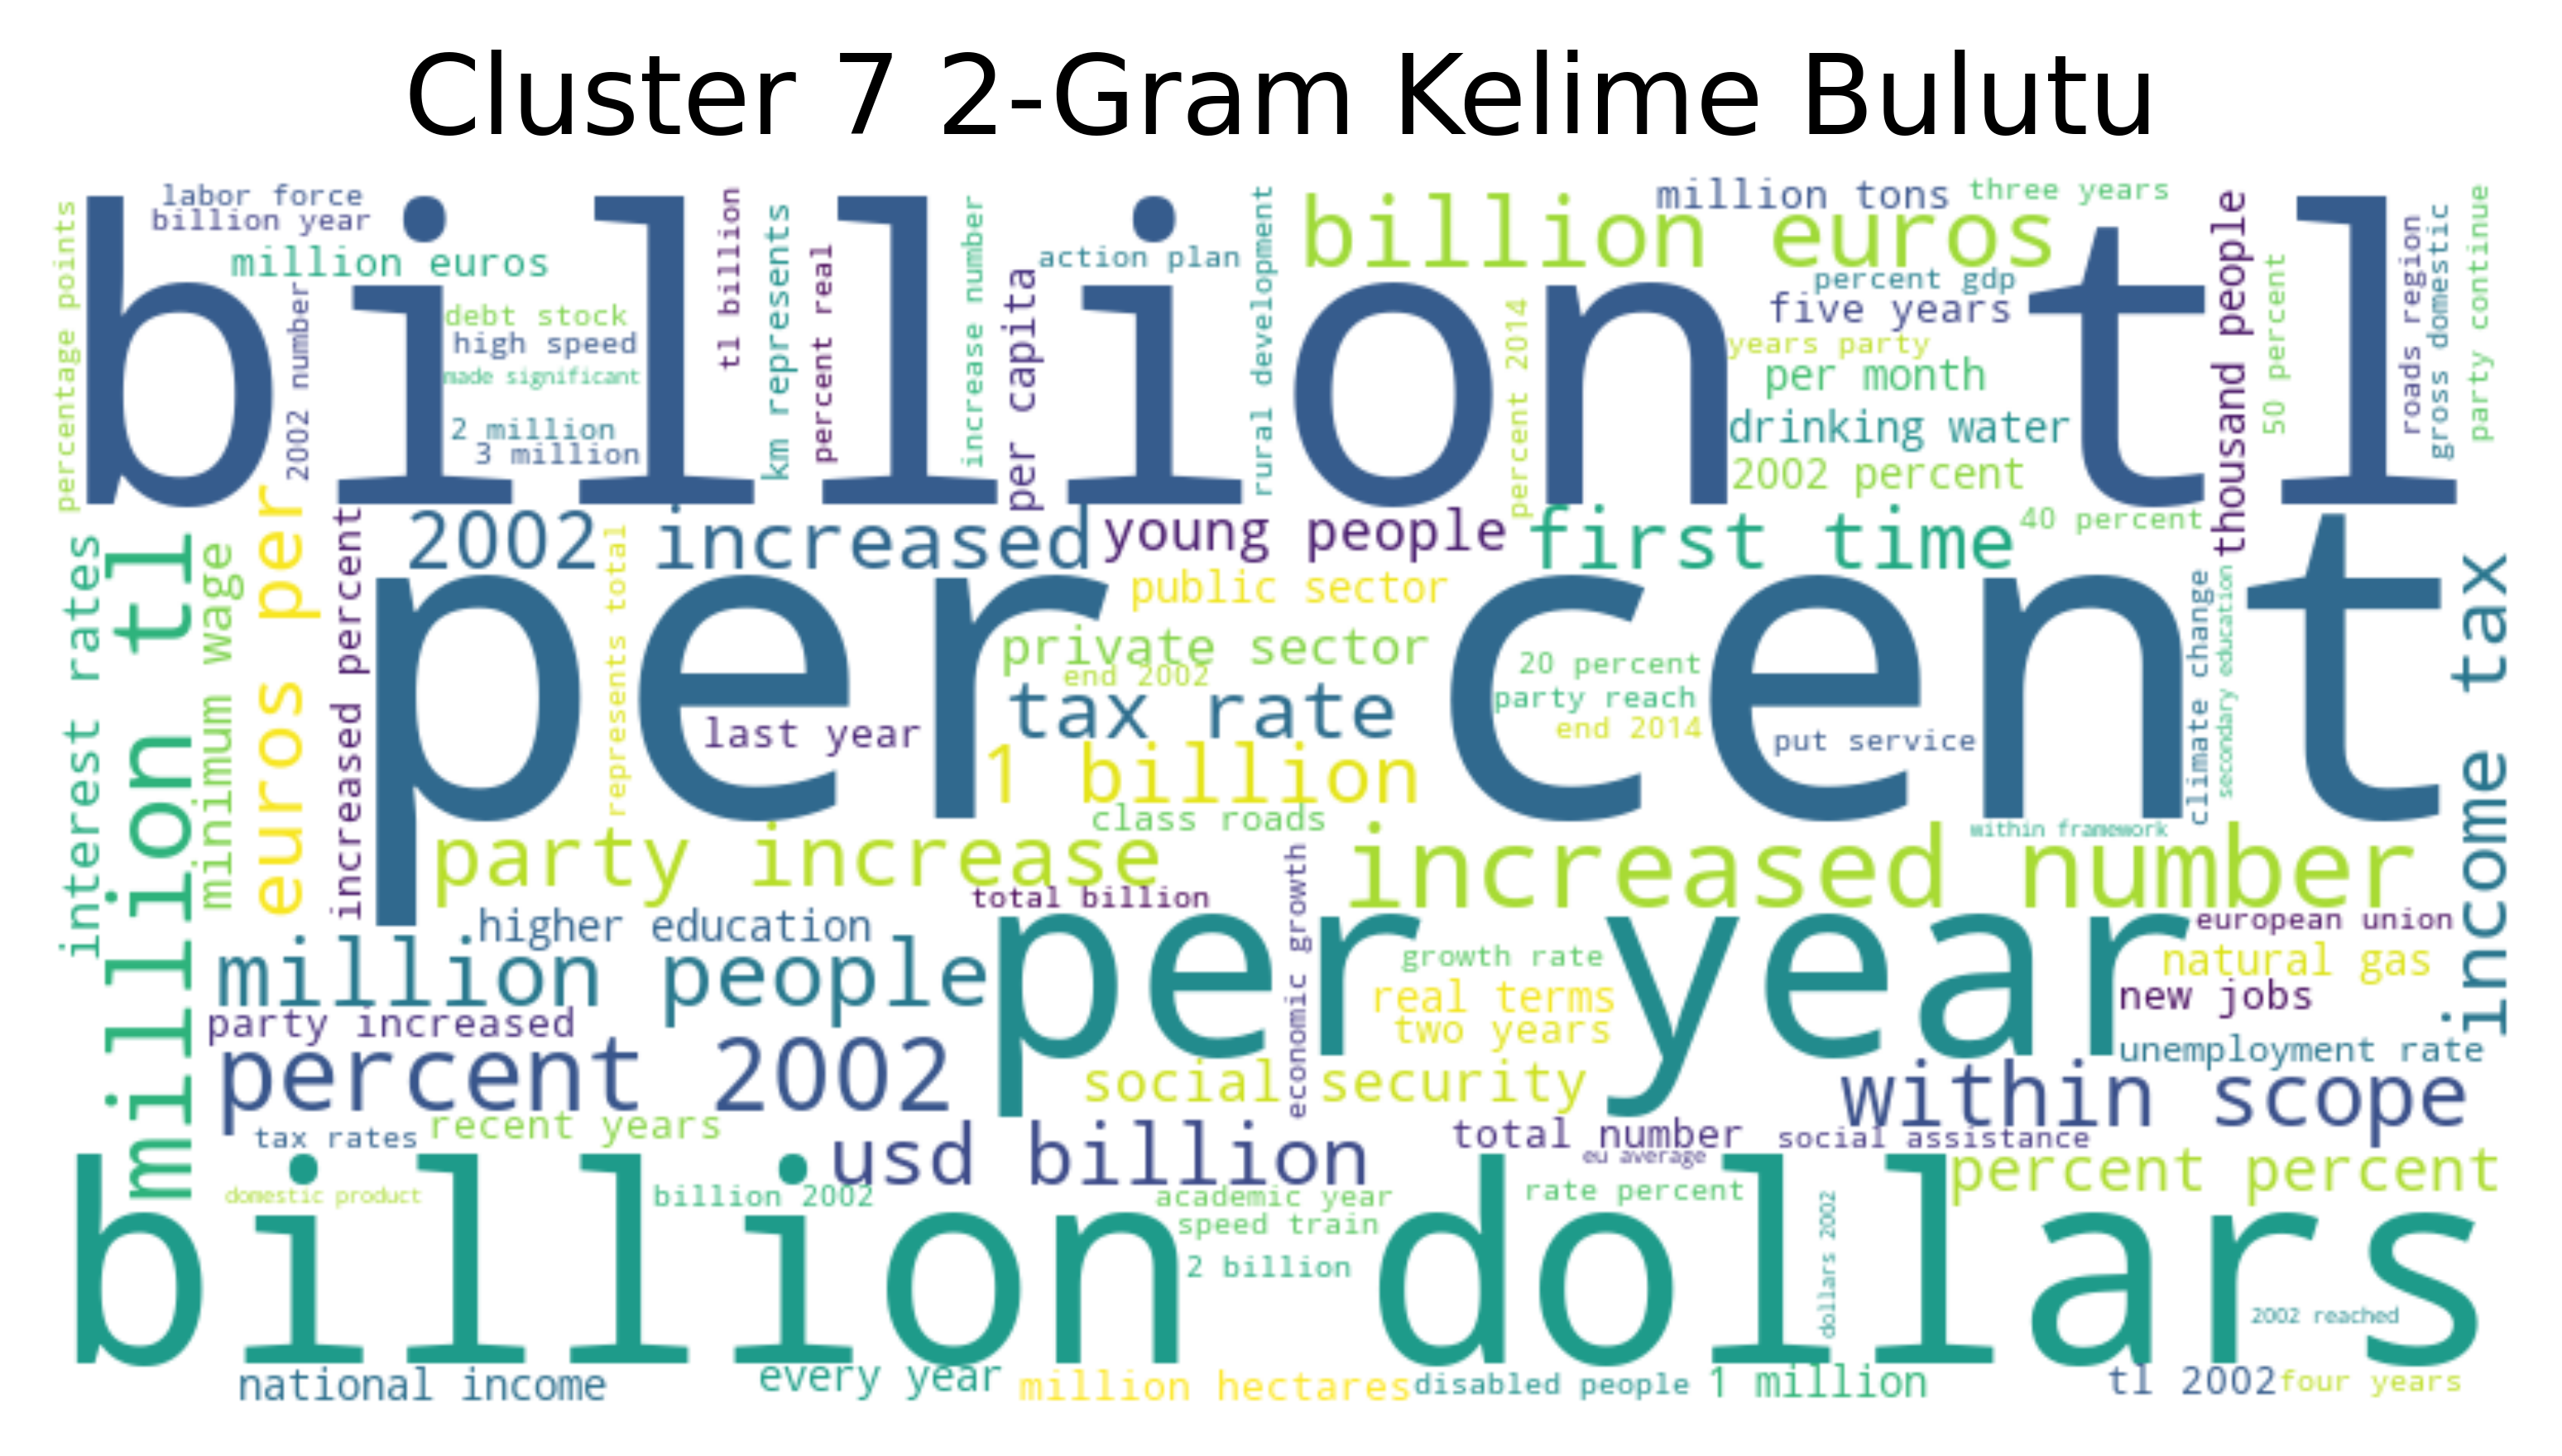 Cluster 7 2-Gram Kelime Bulutu
billion tl
per cent
per year
billion dollars
labor force
billion year
million euros
debt stock
high speed
made significant
2 million
3 million
percentage points
2002 number
tl billion
km represents
percent real
increase number
per capita
action plan
rural development
billion euros
million tons
three years
percent gdp
five years
years party
per month
drinking water
2002 percent
percent 2014
thousand people
50 percent
roads region
gross domestic
party continue
2002 increased
young people
first time
40 percent
interest rates
million tl
minimum wage
euros per
increased percent
represents total
public sector
private sector
end 2002
tax rate
last year
1 billion
20 percent
party reach
end 2014
put service
climate change
secondary education
income tax
class roads
party increase
total billion
economic growth
within framework
increased number
higher education
million people
party increased
percent 2002
growth rate
real terms
two years
social security
european union
natural gas
new jobs
unemployment rate
within scope
tax rates
recent years
usd billion
total number
social assistance
eu average
percent percent
domestic product
billion 2002
academic year
speed train
2 billion
rate percent
dollars 2002
2002 reached
national income
every year
million hectares
disabled people
1 million
tl 2002
four years